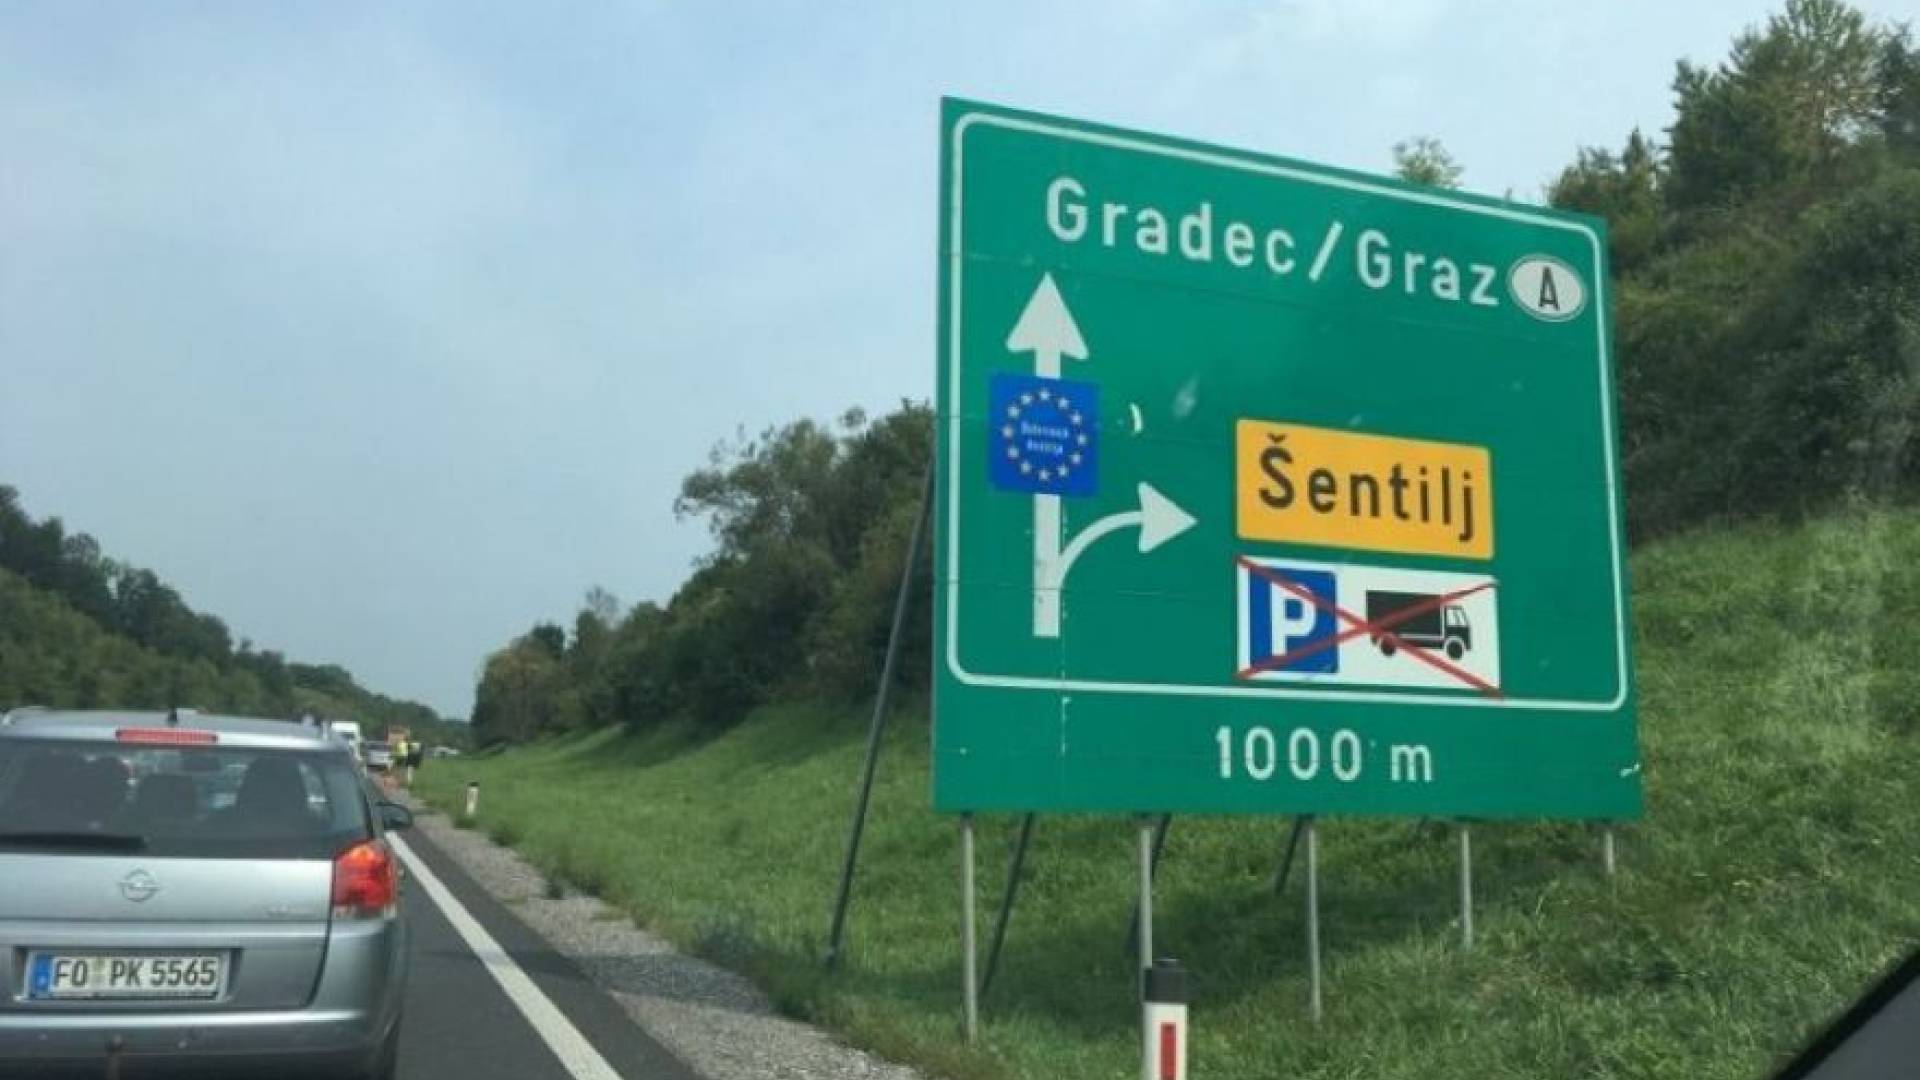 Gradec/Graz A
Šentilj
P
1000 m
FO PK 5565